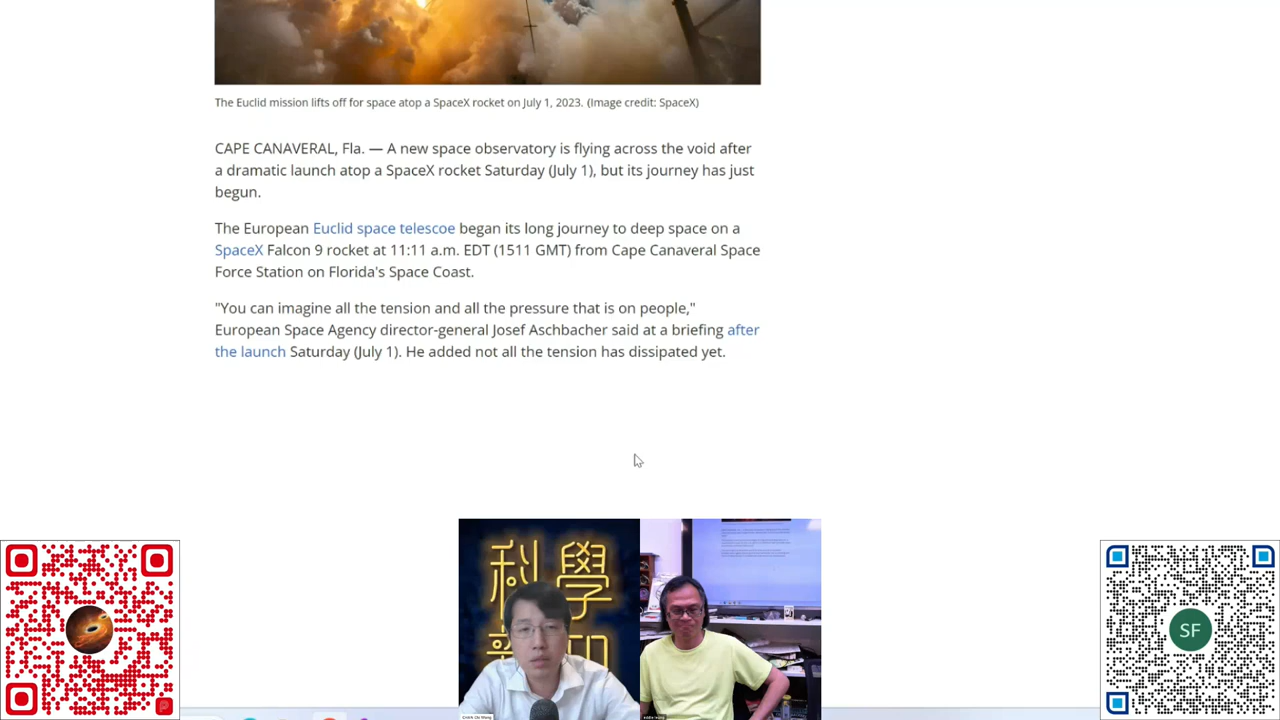 The Euclid mission lifts off for space atop a SpaceX rocket on July 1, 2023. (Image credit: SpaceX)
CAPE CANAVERAL, Fla. — A new space observatory is flying across the void after
a dramatic launch atop a SpaceX rocket Saturday (July 1), but its journey has just
begun.
The European Euclid space telescope began its long journey to deep space on a
SpaceX Falcon 9 rocket at 11:11 a.m. EDT (1511 GMT) from Cape Canaveral Space
Force Station on Florida's Space Coast.
"You can imagine all the tension and all the pressure that is on people,"
European Space Agency director-general Josef Aschbacher said at a briefing after
the launch Saturday (July 1). He added not all the tension has dissipated yet.
科學
SF